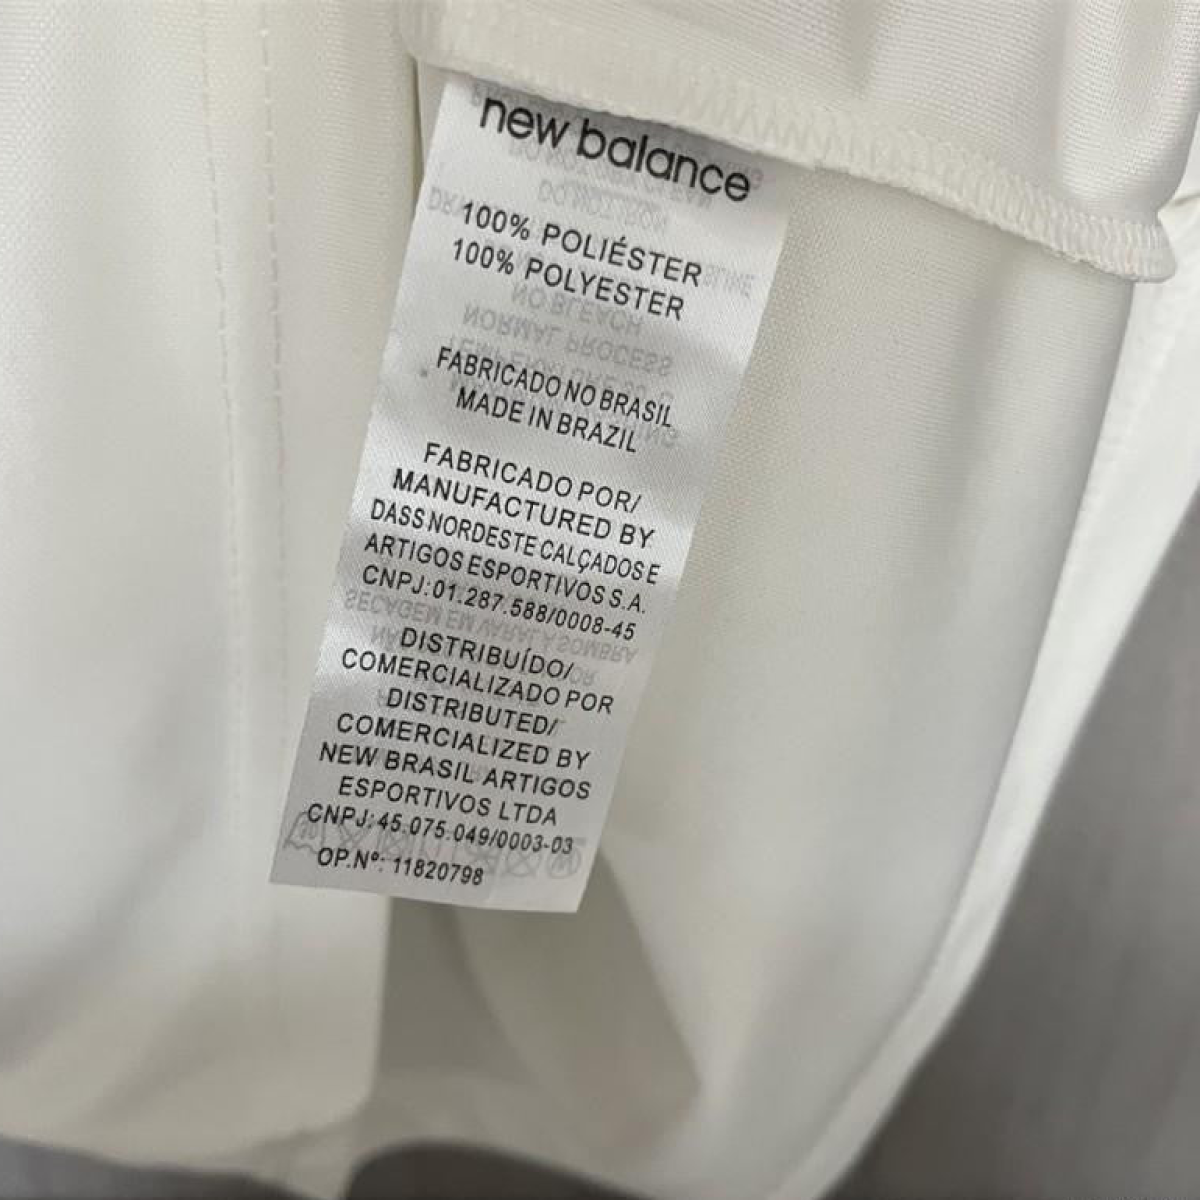 new balance
100% POLIÉSTER
100% POLYESTER
FABRICADO NO BRASIL
MADE IN BRAZIL
FABRICADO POR/
MANUFACTURED BY
DASS NORDESTE CALÇADOS E
ARTIGOS ESPORTIVOS S.A.
CNPJ:01.287.588/0008-45
DISTRIBUÍDO/
COMERCIALIZADO POR
DISTRIBUTED/
COMERCIALIZED BY
NEW BRASIL ARTIGOS
ESPORTIVOS LTDA
CNPJ:45.075.049/0003-03
OP.Nº: 11820798